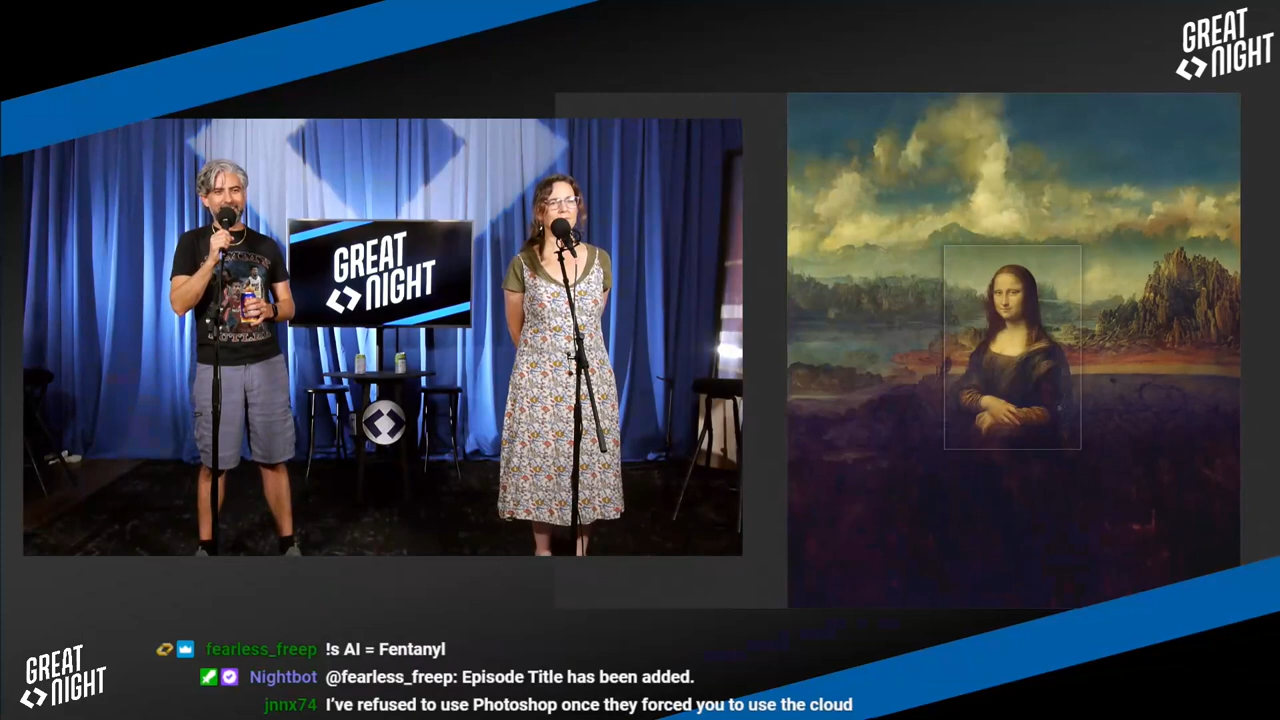 GREAT
NIGHT
GREAT
NIGHT
GREAT
NIGHT
fearless_freep !s AI = Fentanyl
Nightbot @fearless_freep: Episode Title has been added.
jnnx74 I've refused to use Photoshop once they forced you to use the cloud